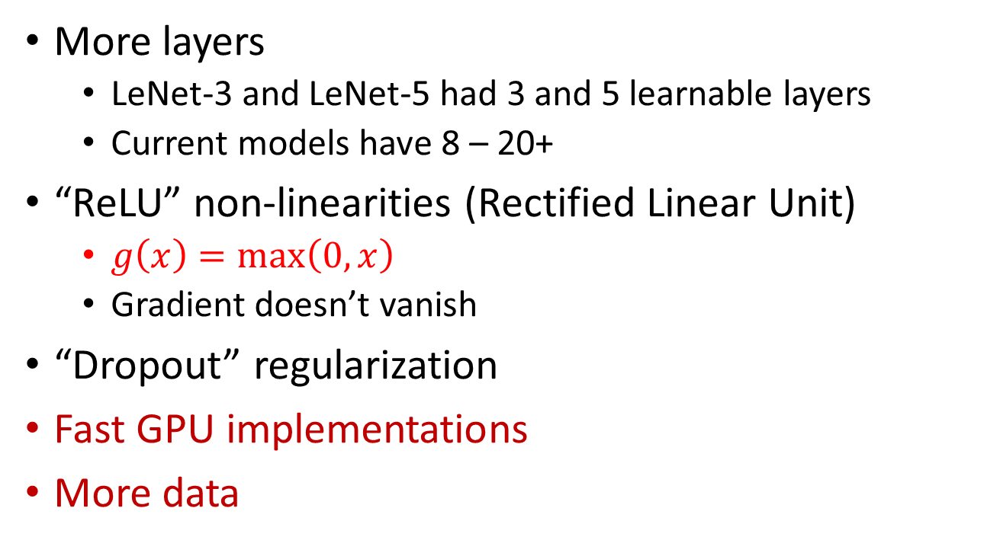 • More layers
• LeNet-3 and LeNet-5 had 3 and 5 learnable layers
• Current models have 8 – 20+
• “ReLU” non-linearities (Rectified Linear Unit)
• 𝑔(𝑥) = max(0, 𝑥)
• Gradient doesn’t vanish
• “Dropout” regularization
• Fast GPU implementations
• More data